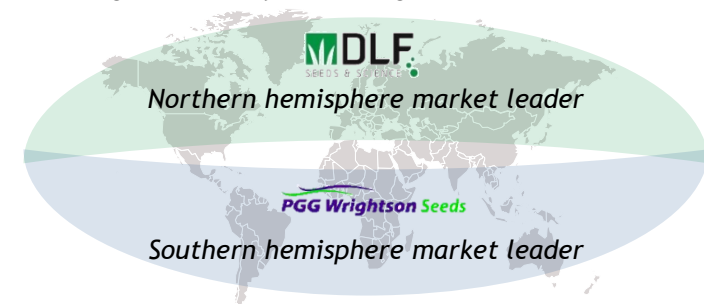 DLF
SEEDS & SCIENCE
Northern hemisphere market leader
PGG Wrightson Seeds
Southern hemisphere market leader